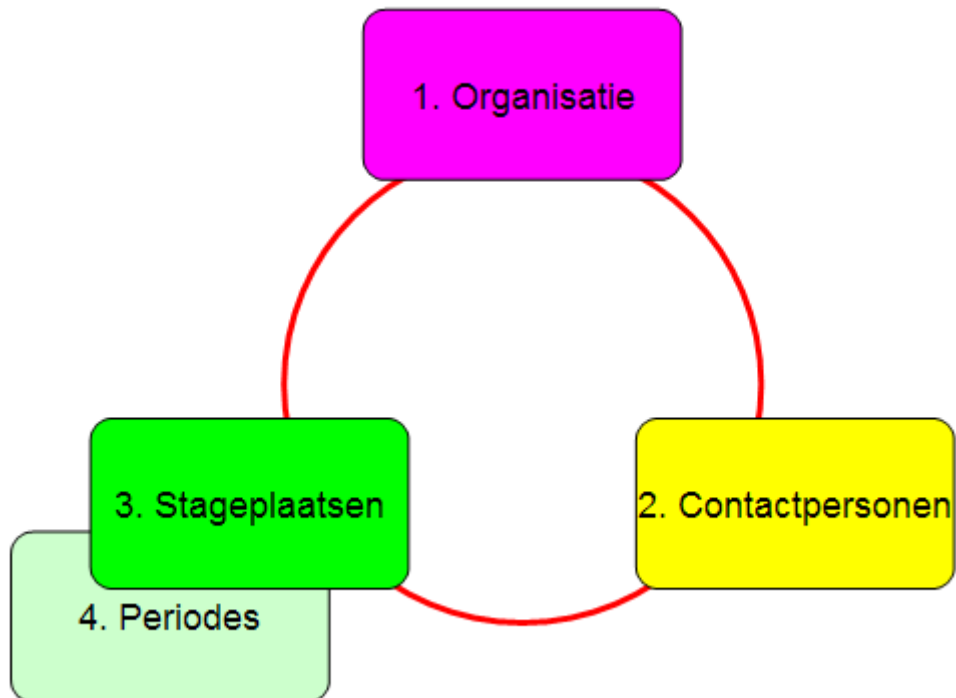 1. Organisatie
2. Contactpersonen
3. Stageplaatsen
4. Periodes